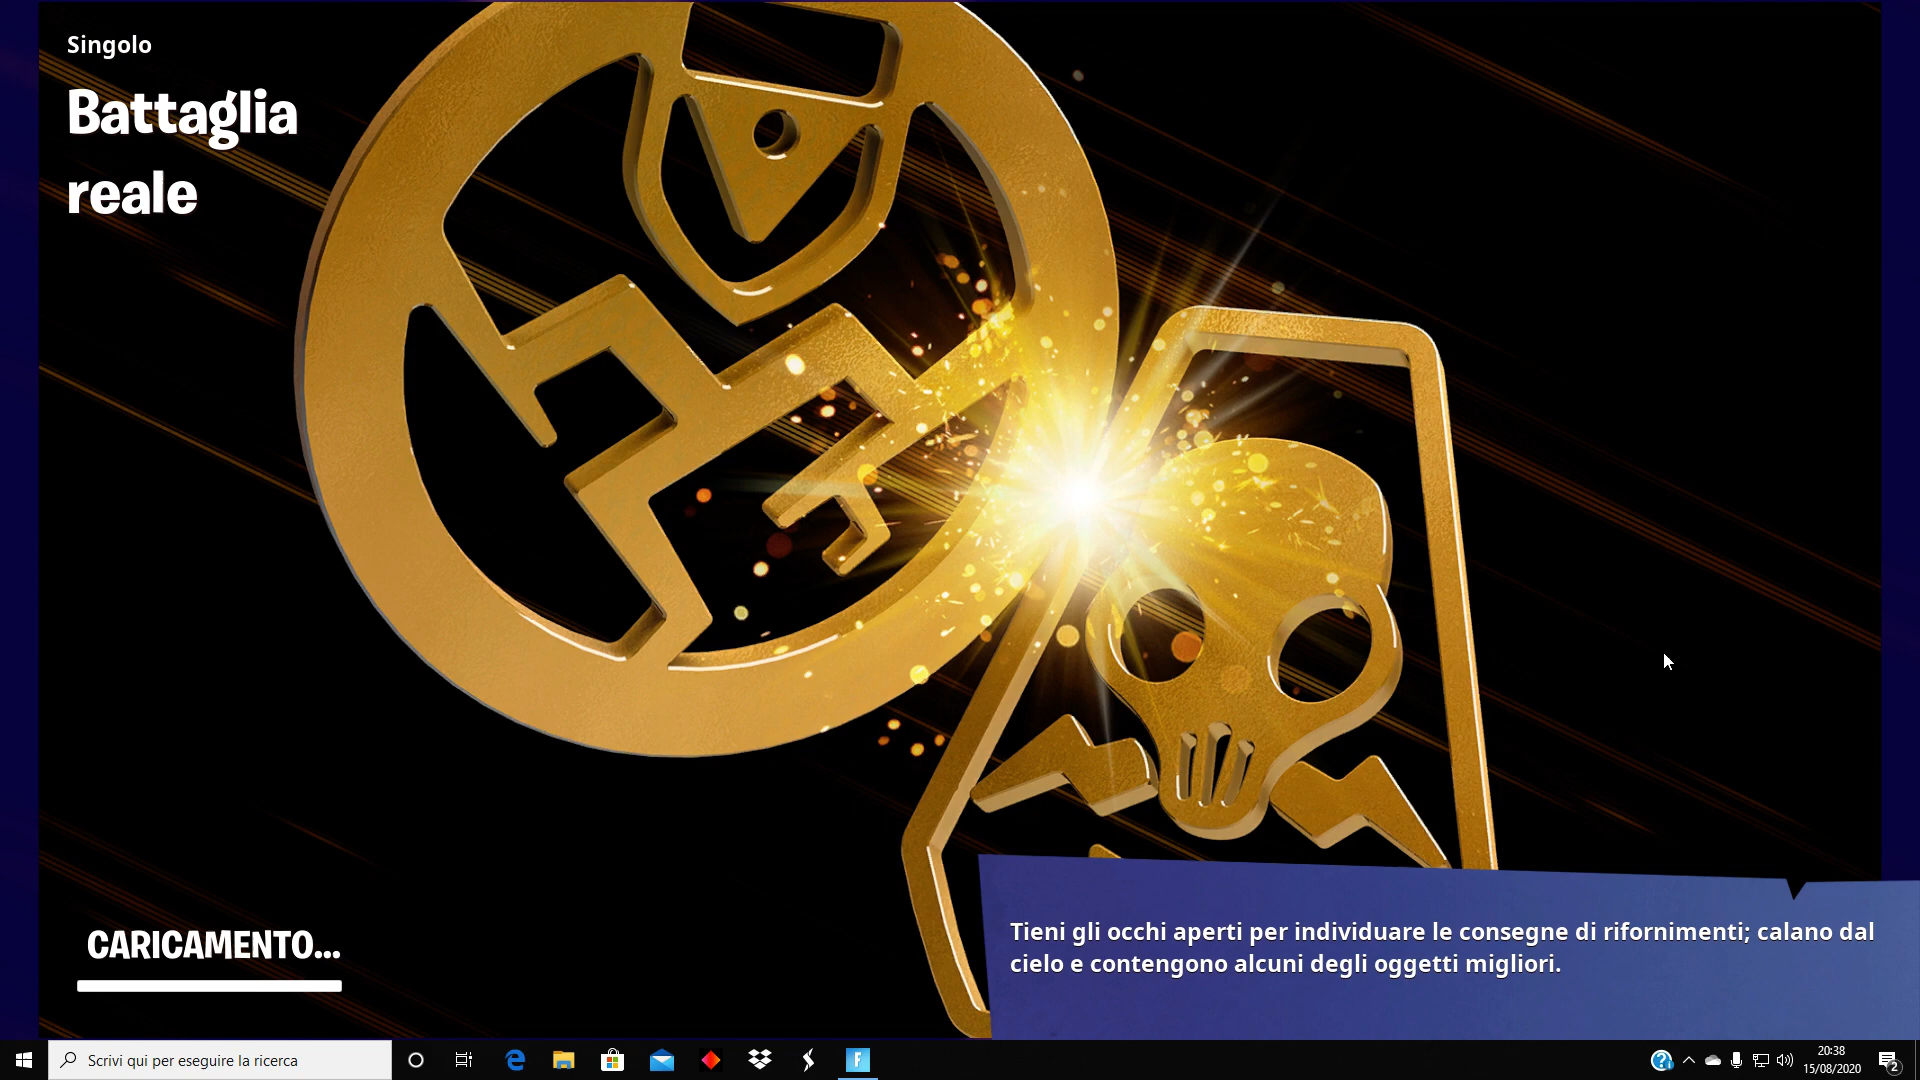 Singolo
Battaglia
reale
CARICAMENTO...
Tieni gli occhi aperti per individuare le consegne di rifornimenti; calano dal
cielo e contengono alcuni degli oggetti migliori.
Scrivi qui per eseguire la ricerca
20:38
15/08/2020
2